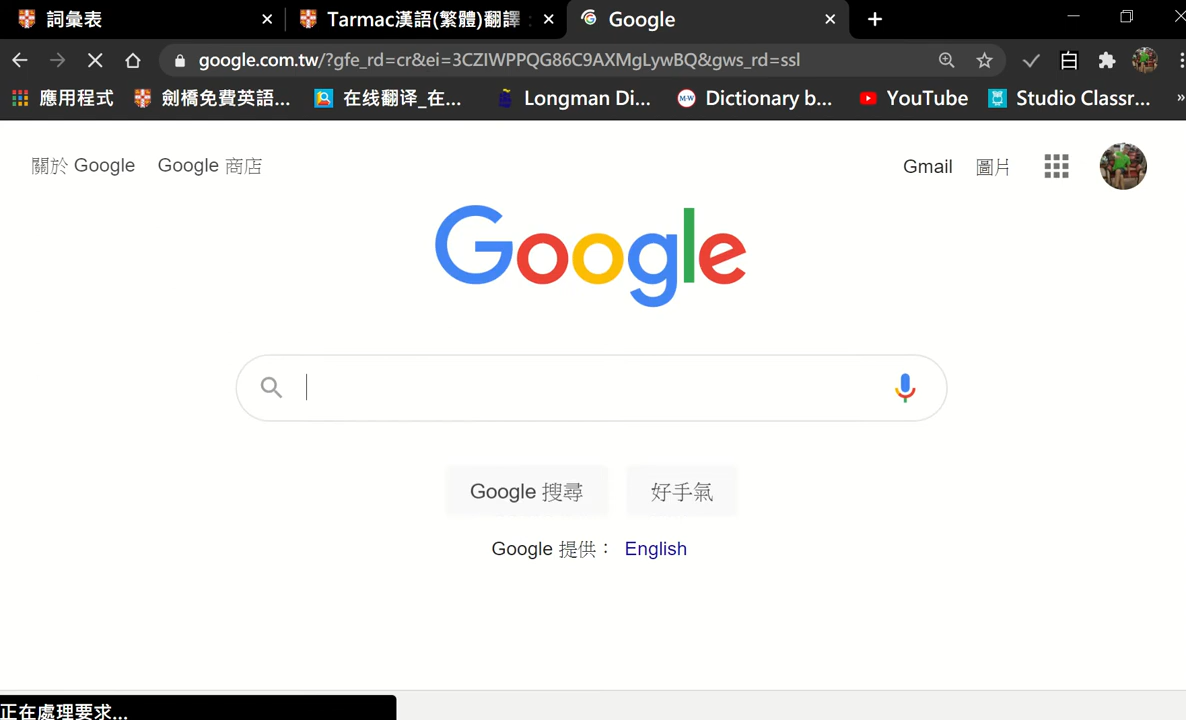 詞彙表
Tarmac漢語(繁體)翻譯
Google
google.com.tw/?gfe_rd=cr&ei=3CZIWPPQG86C9AXMgLywBQ&gws_rd=ssl
白
應用程式
劍橋免費英語...
在线翻译_在...
Longman Di...
M-W
Dictionary b...
YouTube
Studio Classr...
»
關於 Google
Google 商店
Gmail
圖片
Google
Google 搜尋
好手氣
Google 提供： English
正在處理要求...